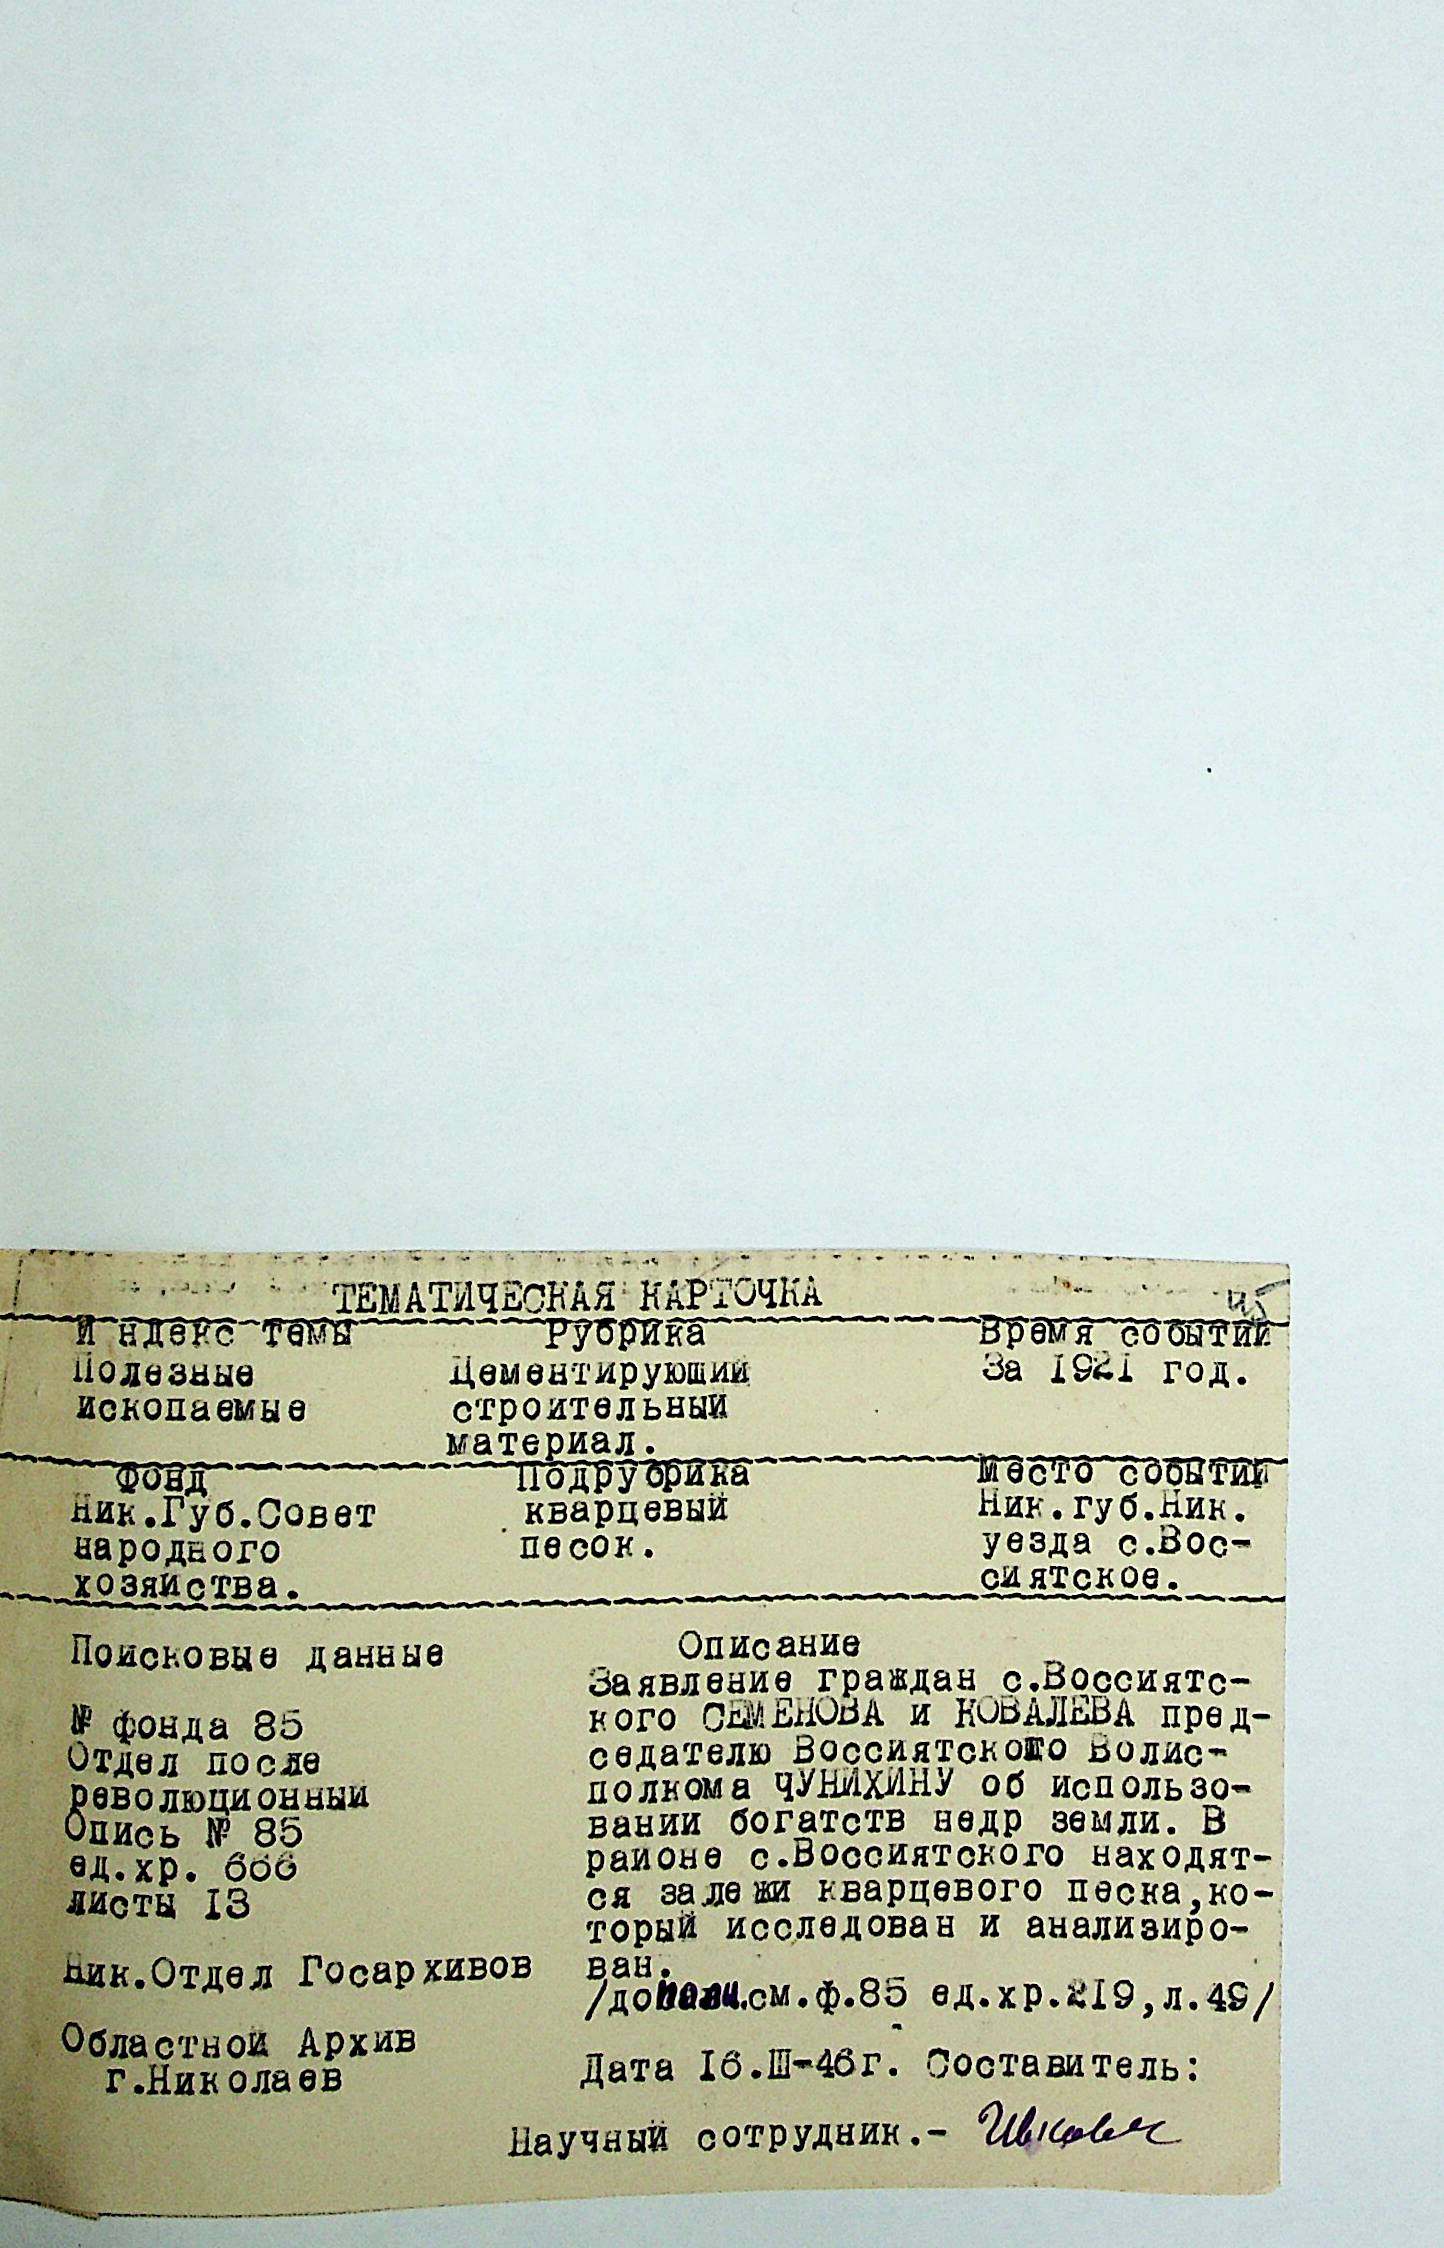 ТЕМАТИЧЕСКАЯ КАРТОЧКА
45
И ндекс темы Рубрика Время событий
Полезные Цементирующий За 1921 год.
ископаемые строительный
материал.
Фонд Подрубрика Место событий
Ник.Губ.Совет кварцевый Ник.губ.Ник.
народного песок. уезда с.Вос-
хозяйства. сиятское.
Поисковые данные
№ фонда 85
Отдел после
революционный
Опись № 85
ед.хр. 666
листы 13
Ник.Отдел Госархивов
Областной Архив
г.Николаев
Описание
Заявление граждан с.Воссиятс-
кого СЕМЕНОВА и КОВАЛЕВА пред-
седателю Воссиятского Волис-
полкома ЧУНИХИНУ об использо-
вании богатств недр земли. В
районе с.Воссиятского находят-
ся залежи кварцевого песка,ко-
торый исследован и анализиро-
ван.
/дополн.см.ф.85 ед.хр.219,л.49/
Дата 16.Ш-46г. Составитель:
Научный сотрудник.-